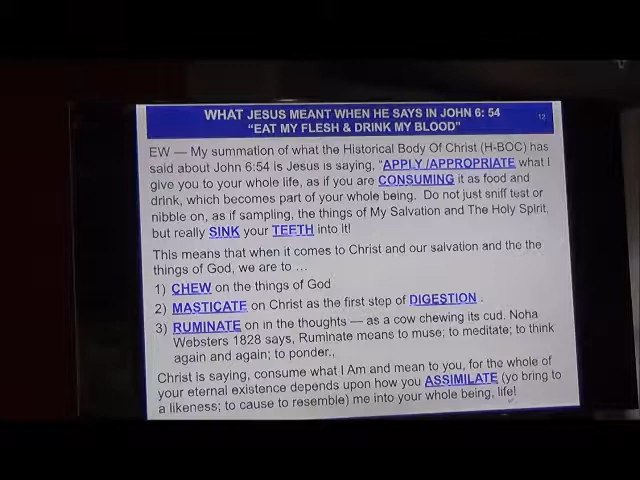 WHAT JESUS MEANT WHEN HE SAYS IN JOHN 6: 54
"EAT MY FLESH & DRINK MY BLOOD"
12
EW — My summation of what the Historical Body Of Christ (H-BOC) has
said about John 6:54 is Jesus is saying, "APPLY /APPROPRIATE what I
give you to your whole life, as if you are CONSUMING it as food and
drink, which becomes part of your whole being. Do not just sniff test or
nibble on, as if sampling, the things of My Salvation and The Holy Spirit,
but really SINK your TEETH into It!
This means that when it comes to Christ and our salvation and the the
things of God, we are to ...
1) CHEW on the things of God
2) MASTICATE on Christ as the first step of DIGESTION .
3) RUMINATE on in the thoughts — as a cow chewing its cud. Noha
Websters 1828 says, Ruminate means to muse; to meditate; to think
again and again; to ponder.,
Christ is saying, consume what I Am and mean to you, for the whole of
your eternal existence depends upon how you ASSIMILATE (yo bring to
a likeness; to cause to resemble) me into your whole being, life!